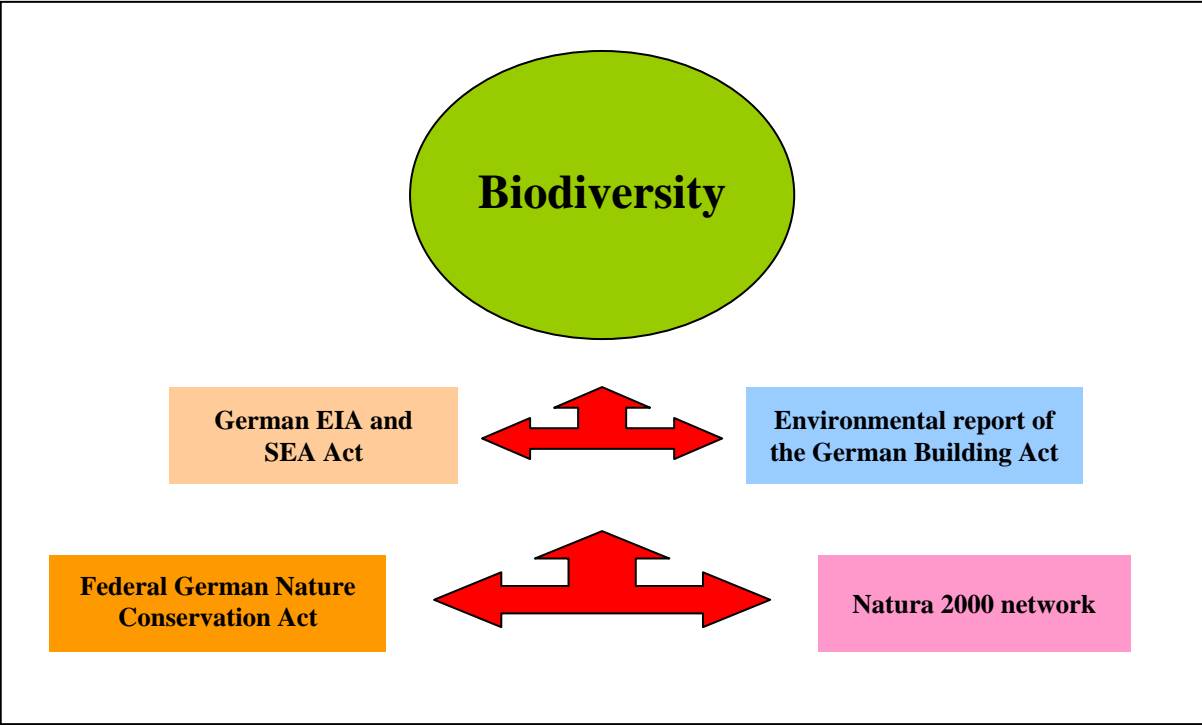 Biodiversity
German EIA and
SEA Act
Environmental report of
the German Building Act
Federal German Nature
Conservation Act
Natura 2000 network